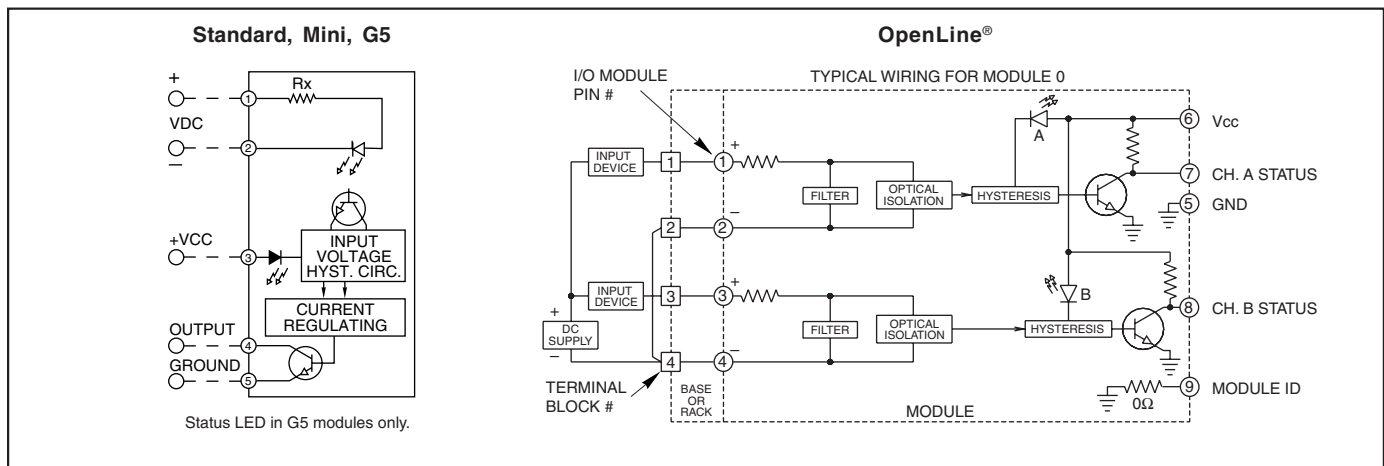 Standard, Mini, G5
+
VDC
–
1
Rx
2
+VCC
3
INPUT
VOLTAGE
HYST. CIRC.
CURRENT
REGULATING
OUTPUT
4
GROUND
5
Status LED in G5 modules only.
OpenLine®
I/O MODULE
PIN #
TYPICAL WIRING FOR MODULE 0
INPUT
DEVICE
1
1
+
FILTER
OPTICAL
ISOLATION
HYSTERESIS
A
6
Vcc
7
CH. A STATUS
5
GND
2
2
–
INPUT
DEVICE
3
3
+
FILTER
OPTICAL
ISOLATION
HYSTERESIS
B
8
CH. B STATUS
+
DC
SUPPLY
–
4
4
–
TERMINAL
BLOCK #
BASE
OR
RACK
MODULE
0Ω
9
MODULE ID